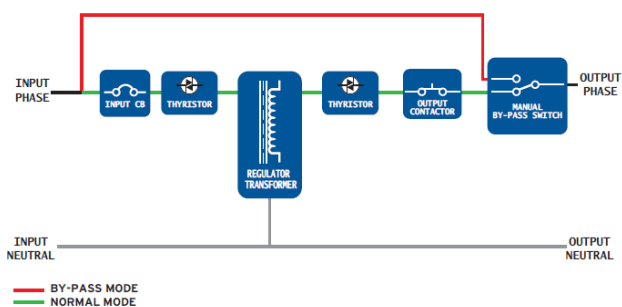 INPUT
PHASE
INPUT CB
THYRISTOR
REGULATOR
TRANSFORMER
THYRISTOR
OUTPUT
CONTACTOR
MANUAL
BY-PASS SWITCH
OUTPUT
PHASE
INPUT
NEUTRAL
OUTPUT
NEUTRAL
BY-PASS MODE
NORMAL MODE